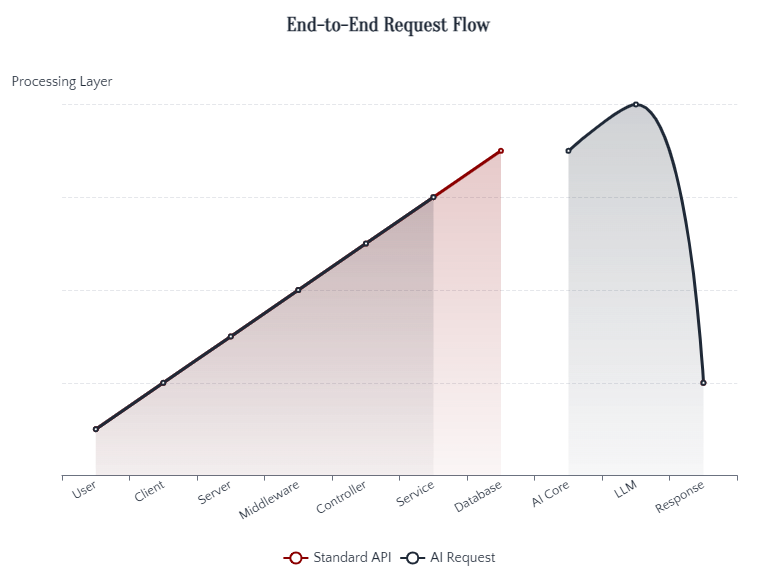 End-to-End Request Flow
Processing Layer
User
Client
Server
Middleware
Controller
Service
Database
AI Core
LLM
Response
Standard API
AI Request